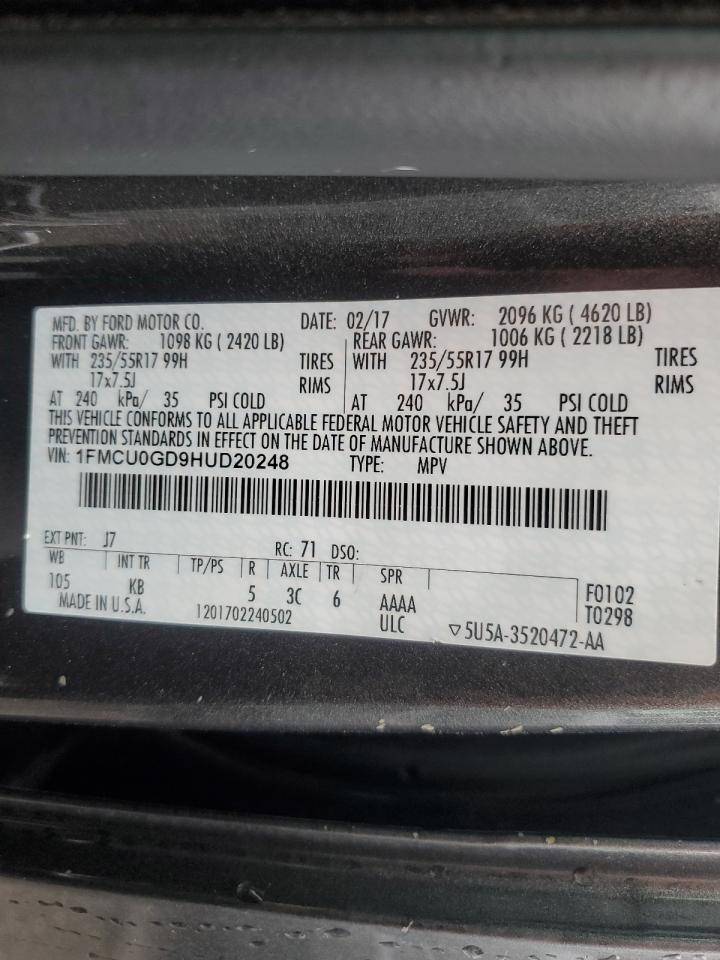 MFD. BY FORD MOTOR CO. DATE: 02/17 GVWR: 2096 KG ( 4620 LB)
FRONT GAWR: 1098 KG ( 2420 LB) REAR GAWR: 1006 KG ( 2218 LB)
WITH 235/55R17 99H TIRES WITH 235/55R17 99H TIRES
17x7.5J RIMS 17x7.5J RIMS
AT 240 kPa/ 35 PSI COLD AT 240 kPa/ 35 PSI COLD
THIS VEHICLE CONFORMS TO ALL APPLICABLE FEDERAL MOTOR VEHICLE SAFETY AND THEFT
PREVENTION STANDARDS IN EFFECT ON THE DATE OF MANUFACTURE SHOWN ABOVE.
VIN: 1FMCU0GD9HUD20248 TYPE: MPV
EXT PNT: J7 RC: 71 DSO:
WB INT TR TP/PS R AXLE TR SPR
105 KB 5 3C 6 AAAA F0102
MADE IN U.S.A. 1201702240502 ULC ▽5U5A-3520472-AA T0298